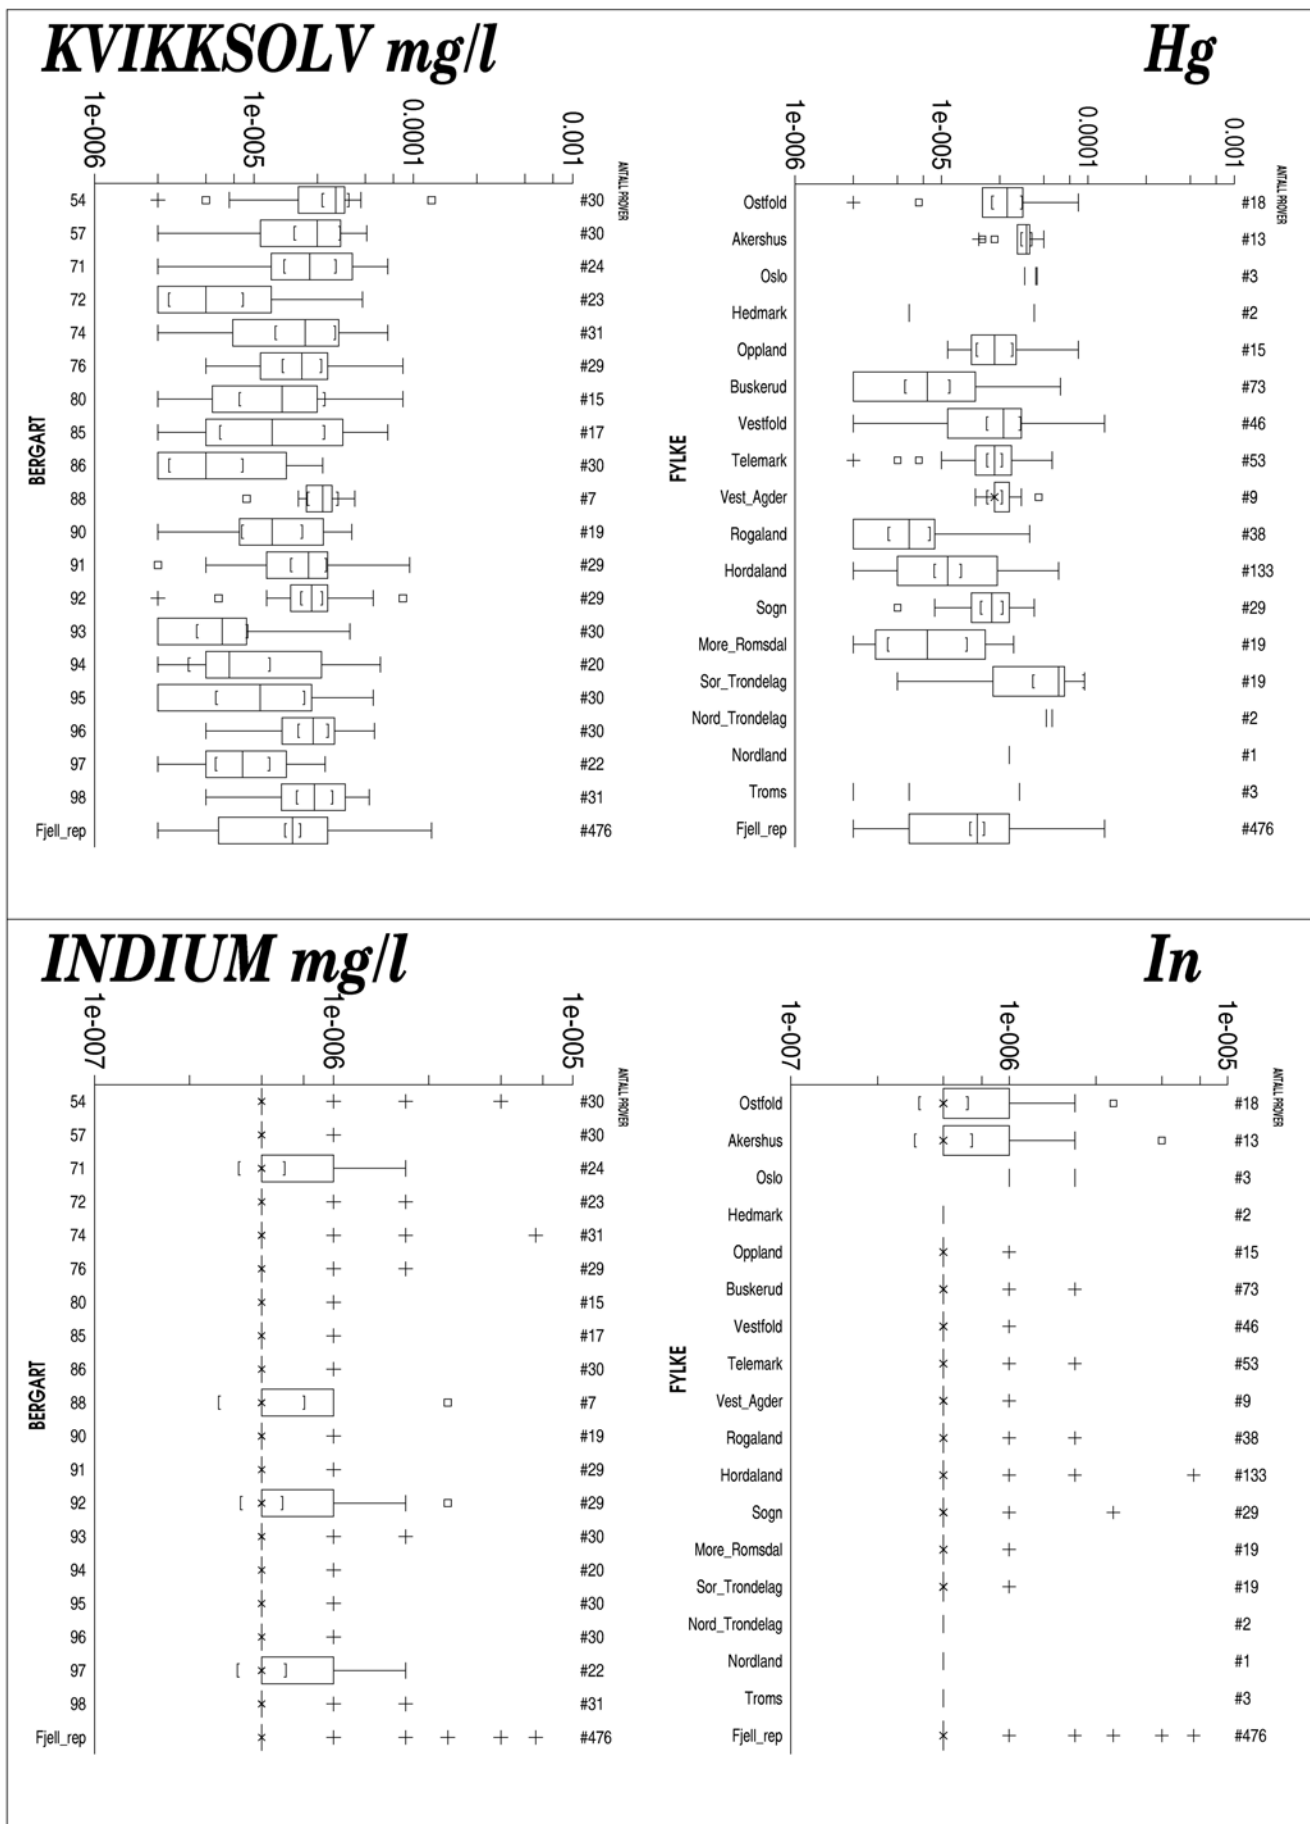 KVIKKSOLV mg/l Hg
1e-006 1e-005 0.0001 0.001
ANTALL PROVER
BERGART
54 #30
57 #30
71 #24
72 #23
74 #31
76 #29
80 #15
85 #17
86 #30
88 #7
90 #19
91 #29
92 #29
93 #30
94 #20
95 #30
96 #30
97 #22
98 #31
Fjell_rep #476
1e-006 1e-005 0.0001 0.001
ANTALL PROVER
FYLKE
Ostfold #18
Akershus #13
Oslo #3
Hedmark #2
Oppland #15
Buskerud #73
Vestfold #46
Telemark #53
Vest_Agder #9
Rogaland #38
Hordaland #133
Sogn #29
More_Romsdal #19
Sor_Trondelag #19
Nord_Trondelag #2
Nordland #1
Troms #3
Fjell_rep #476
INDIUM mg/l In
1e-007 1e-006 1e-005
ANTALL PROVER
BERGART
54 #30
57 #30
71 #24
72 #23
74 #31
76 #29
80 #15
85 #17
86 #30
88 #7
90 #19
91 #29
92 #29
93 #30
94 #20
95 #30
96 #30
97 #22
98 #31
Fjell_rep #476
1e-007 1e-006 1e-005
ANTALL PROVER
FYLKE
Ostfold #18
Akershus #13
Oslo #3
Hedmark #2
Oppland #15
Buskerud #73
Vestfold #46
Telemark #53
Vest_Agder #9
Rogaland #38
Hordaland #133
Sogn #29
More_Romsdal #19
Sor_Trondelag #19
Nord_Trondelag #2
Nordland #1
Troms #3
Fjell_rep #476